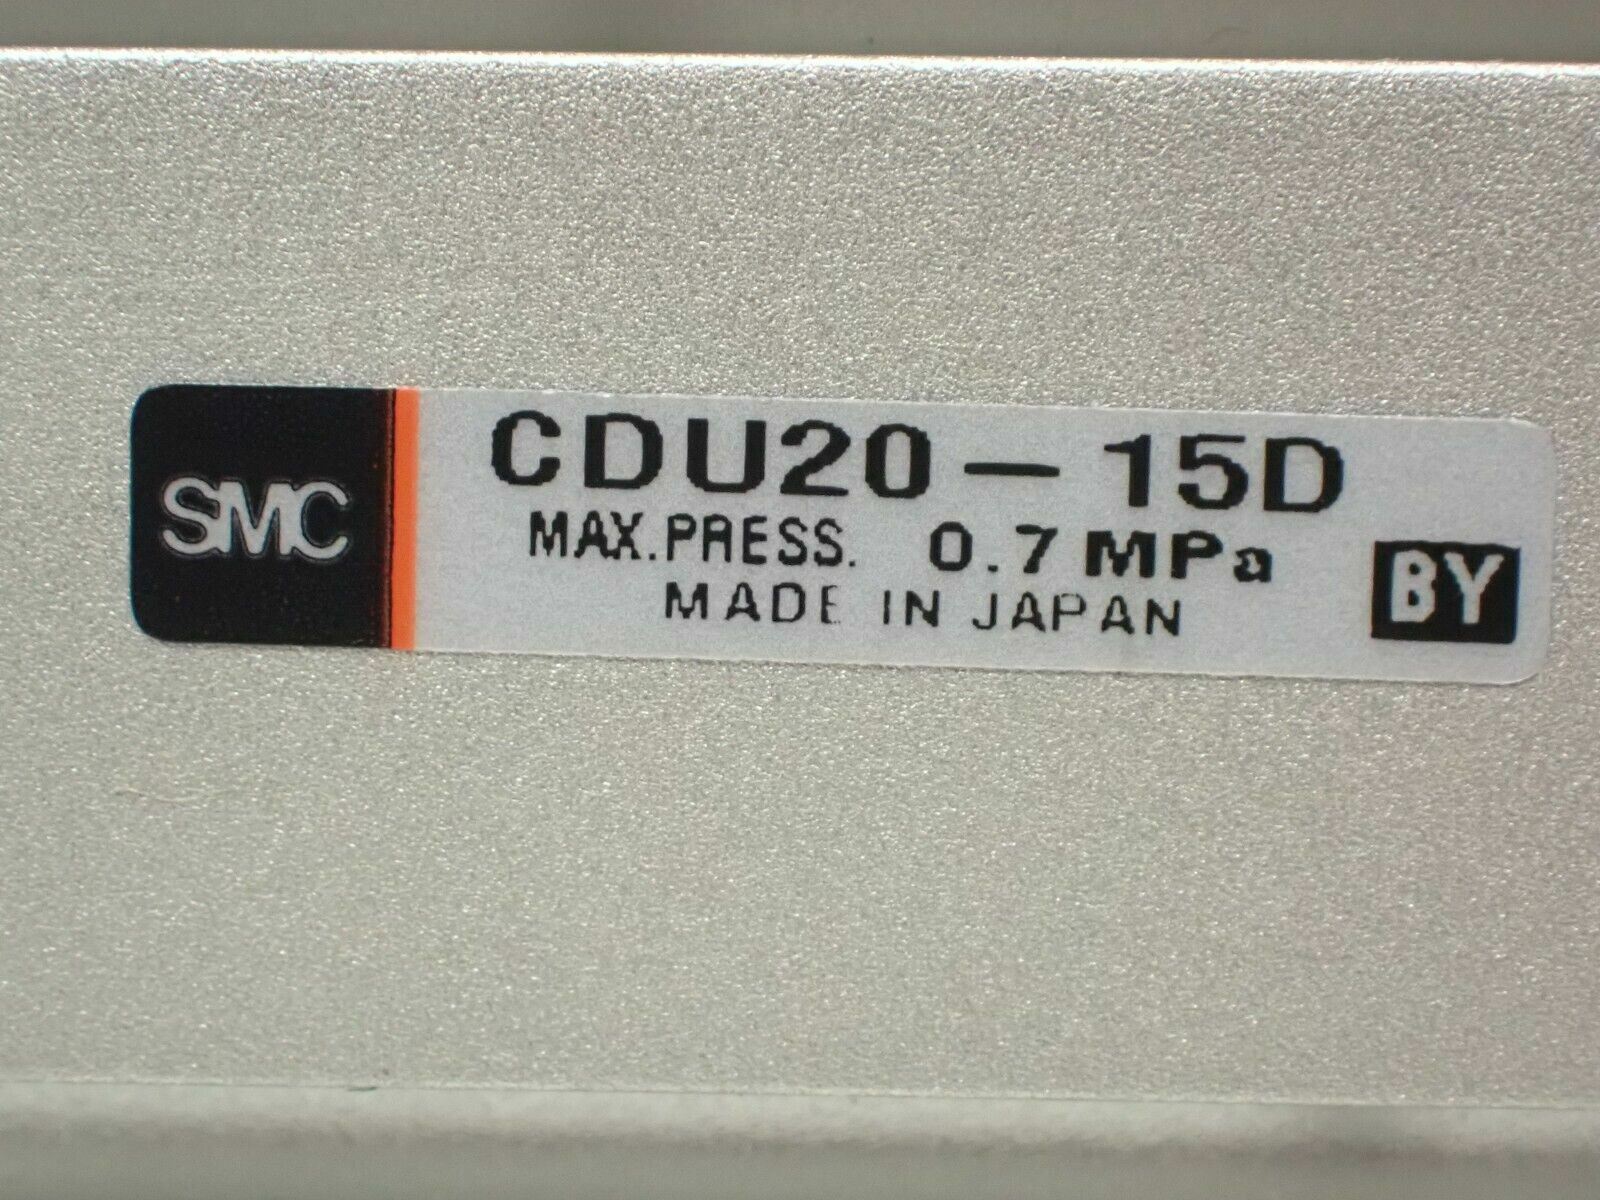 SMC
CDU20-15D
MAX.PRESS. 0.7MPa
MADE IN JAPAN
BY